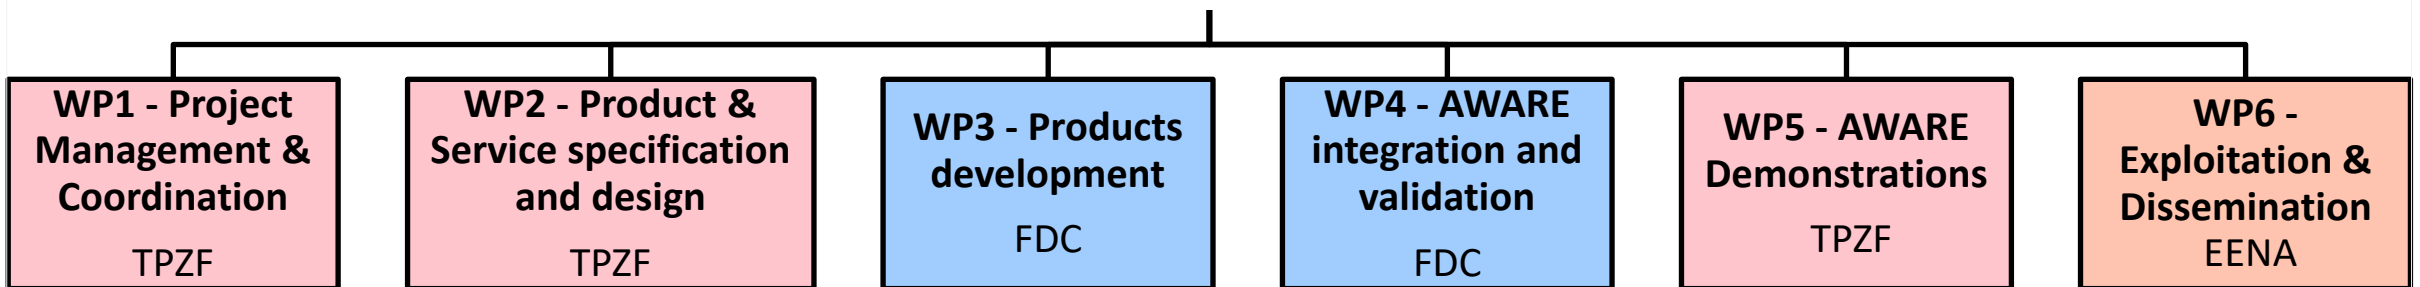 WP1 - Project
Management &
Coordination
TPZF
WP2 - Product &
Service specification
and design
TPZF
WP3 - Products
development
FDC
WP4 - AWARE
integration and
validation
FDC
WP5 - AWARE
Demonstrations
TPZF
WP6 -
Exploitation &
Dissemination
EENA